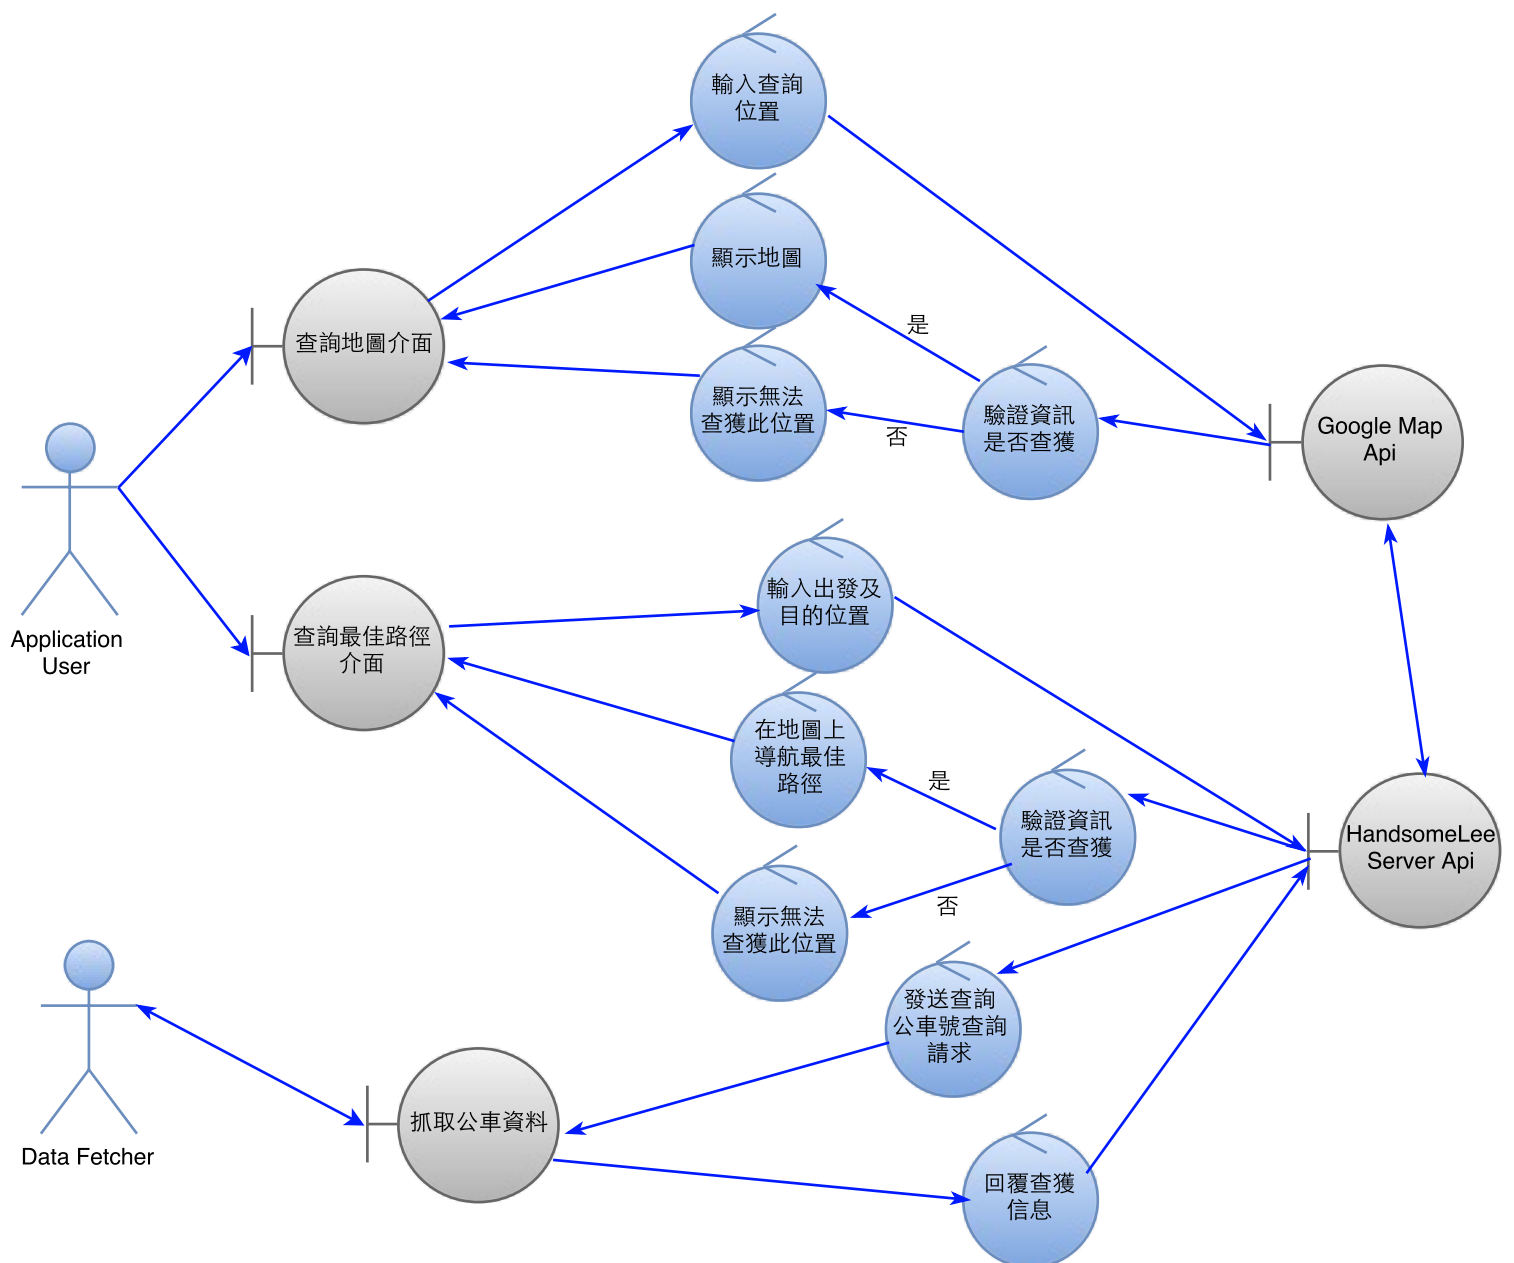 輸入查詢
位置
顯示地圖
是
查詢地圖介面
顯示無法
查獲此位置
否
驗證資訊
是否查獲
Google Map
Api
Application
User
查詢最佳路徑
介面
輸入出發及
目的位置
在地圖上
導航最佳
路徑
是
驗證資訊
是否查獲
HandsomeLee
Server Api
顯示無法
查獲此位置
否
發送查詢
公車號查詢
請求
Data Fetcher
抓取公車資料
回覆查獲
信息